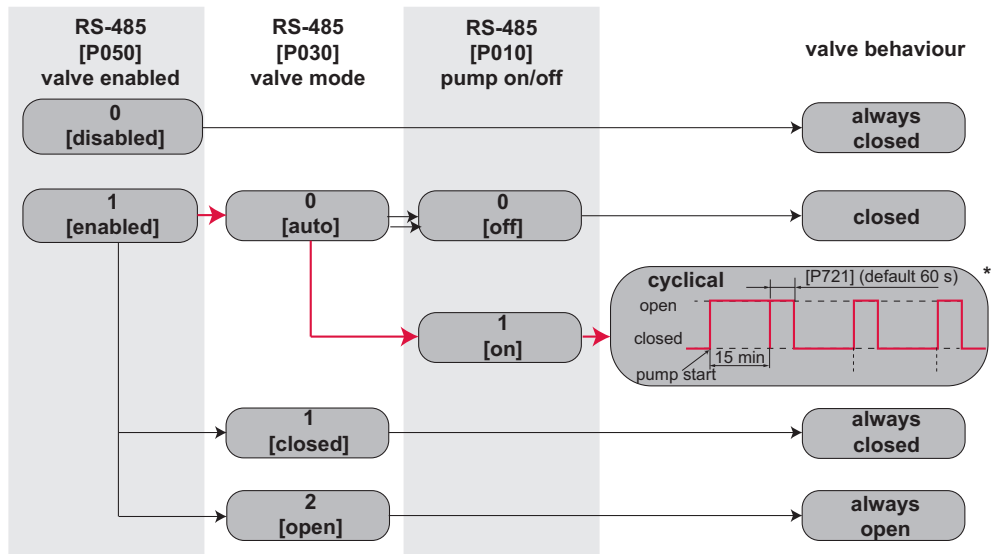 RS-485
[P050]
valve enabled
RS-485
[P030]
valve mode
RS-485
[P010]
pump on/off
valve behaviour
0
[disabled]
always
closed
1
[enabled]
0
[auto]
0
[off]
closed
1
[on]
cyclical
[P721] (default 60 s)
*
open
closed
15 min
pump start
1
[closed]
always
closed
2
[open]
always
open